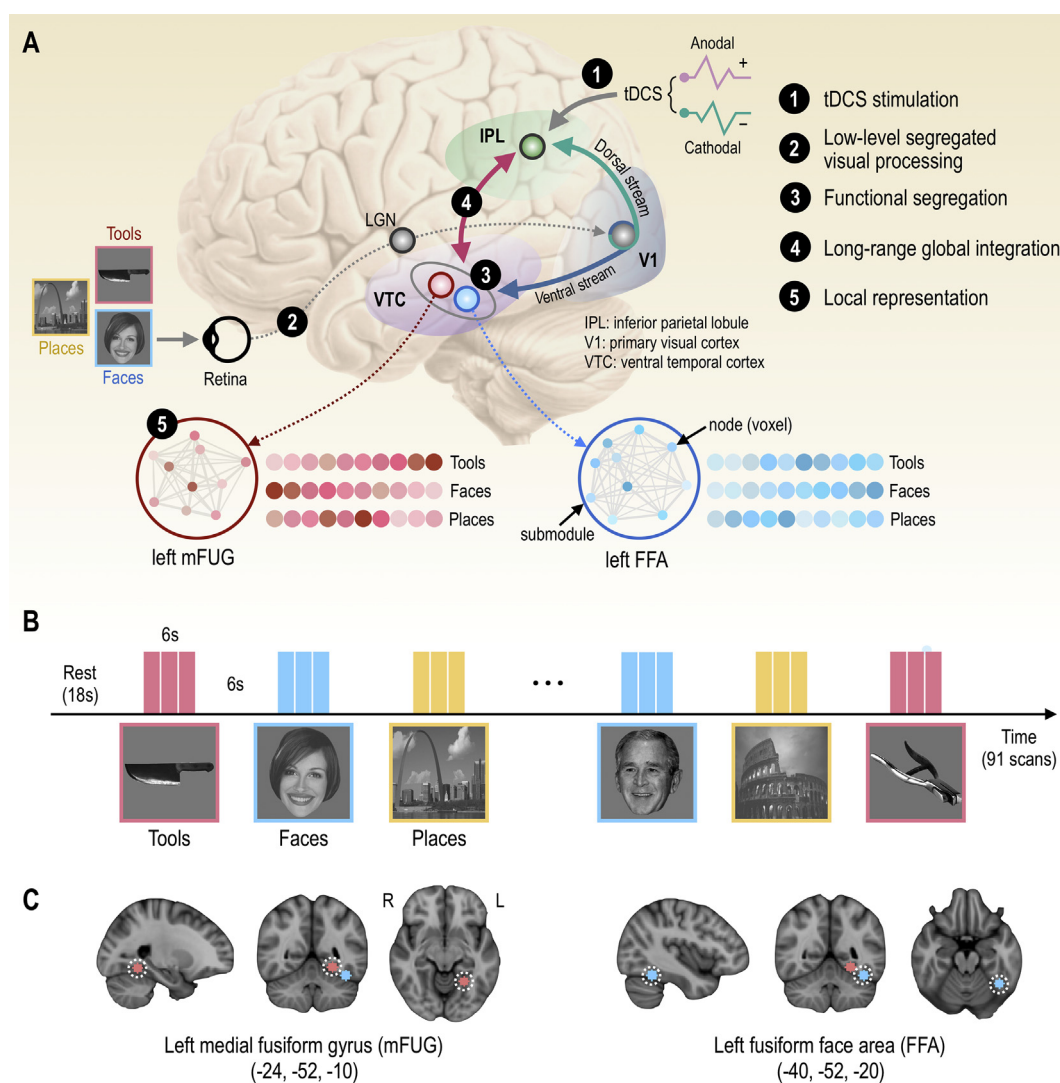 A
Anodal
+
1
tDCS
−
Cathodal
1 tDCS stimulation
2 Low-level segregated
visual processing
3 Functional segregation
4 Long-range global integration
5 Local representation
IPL
Dorsal stream
4
LGN
V1
3
VTC
Ventral stream
2
Tools
Places
Faces
Retina
IPL: inferior parietal lobule
V1: primary visual cortex
VTC: ventral temporal cortex
5
Tools
Faces
Places
left mFUG
node (voxel)
submodule
left FFA
Tools
Faces
Places
B
6s
Rest
(18s)
6s
...
Time
(91 scans)
Tools
Faces
Places
C
R
L
Left medial fusiform gyrus (mFUG)
(-24, -52, -10)
Left fusiform face area (FFA)
(-40, -52, -20)